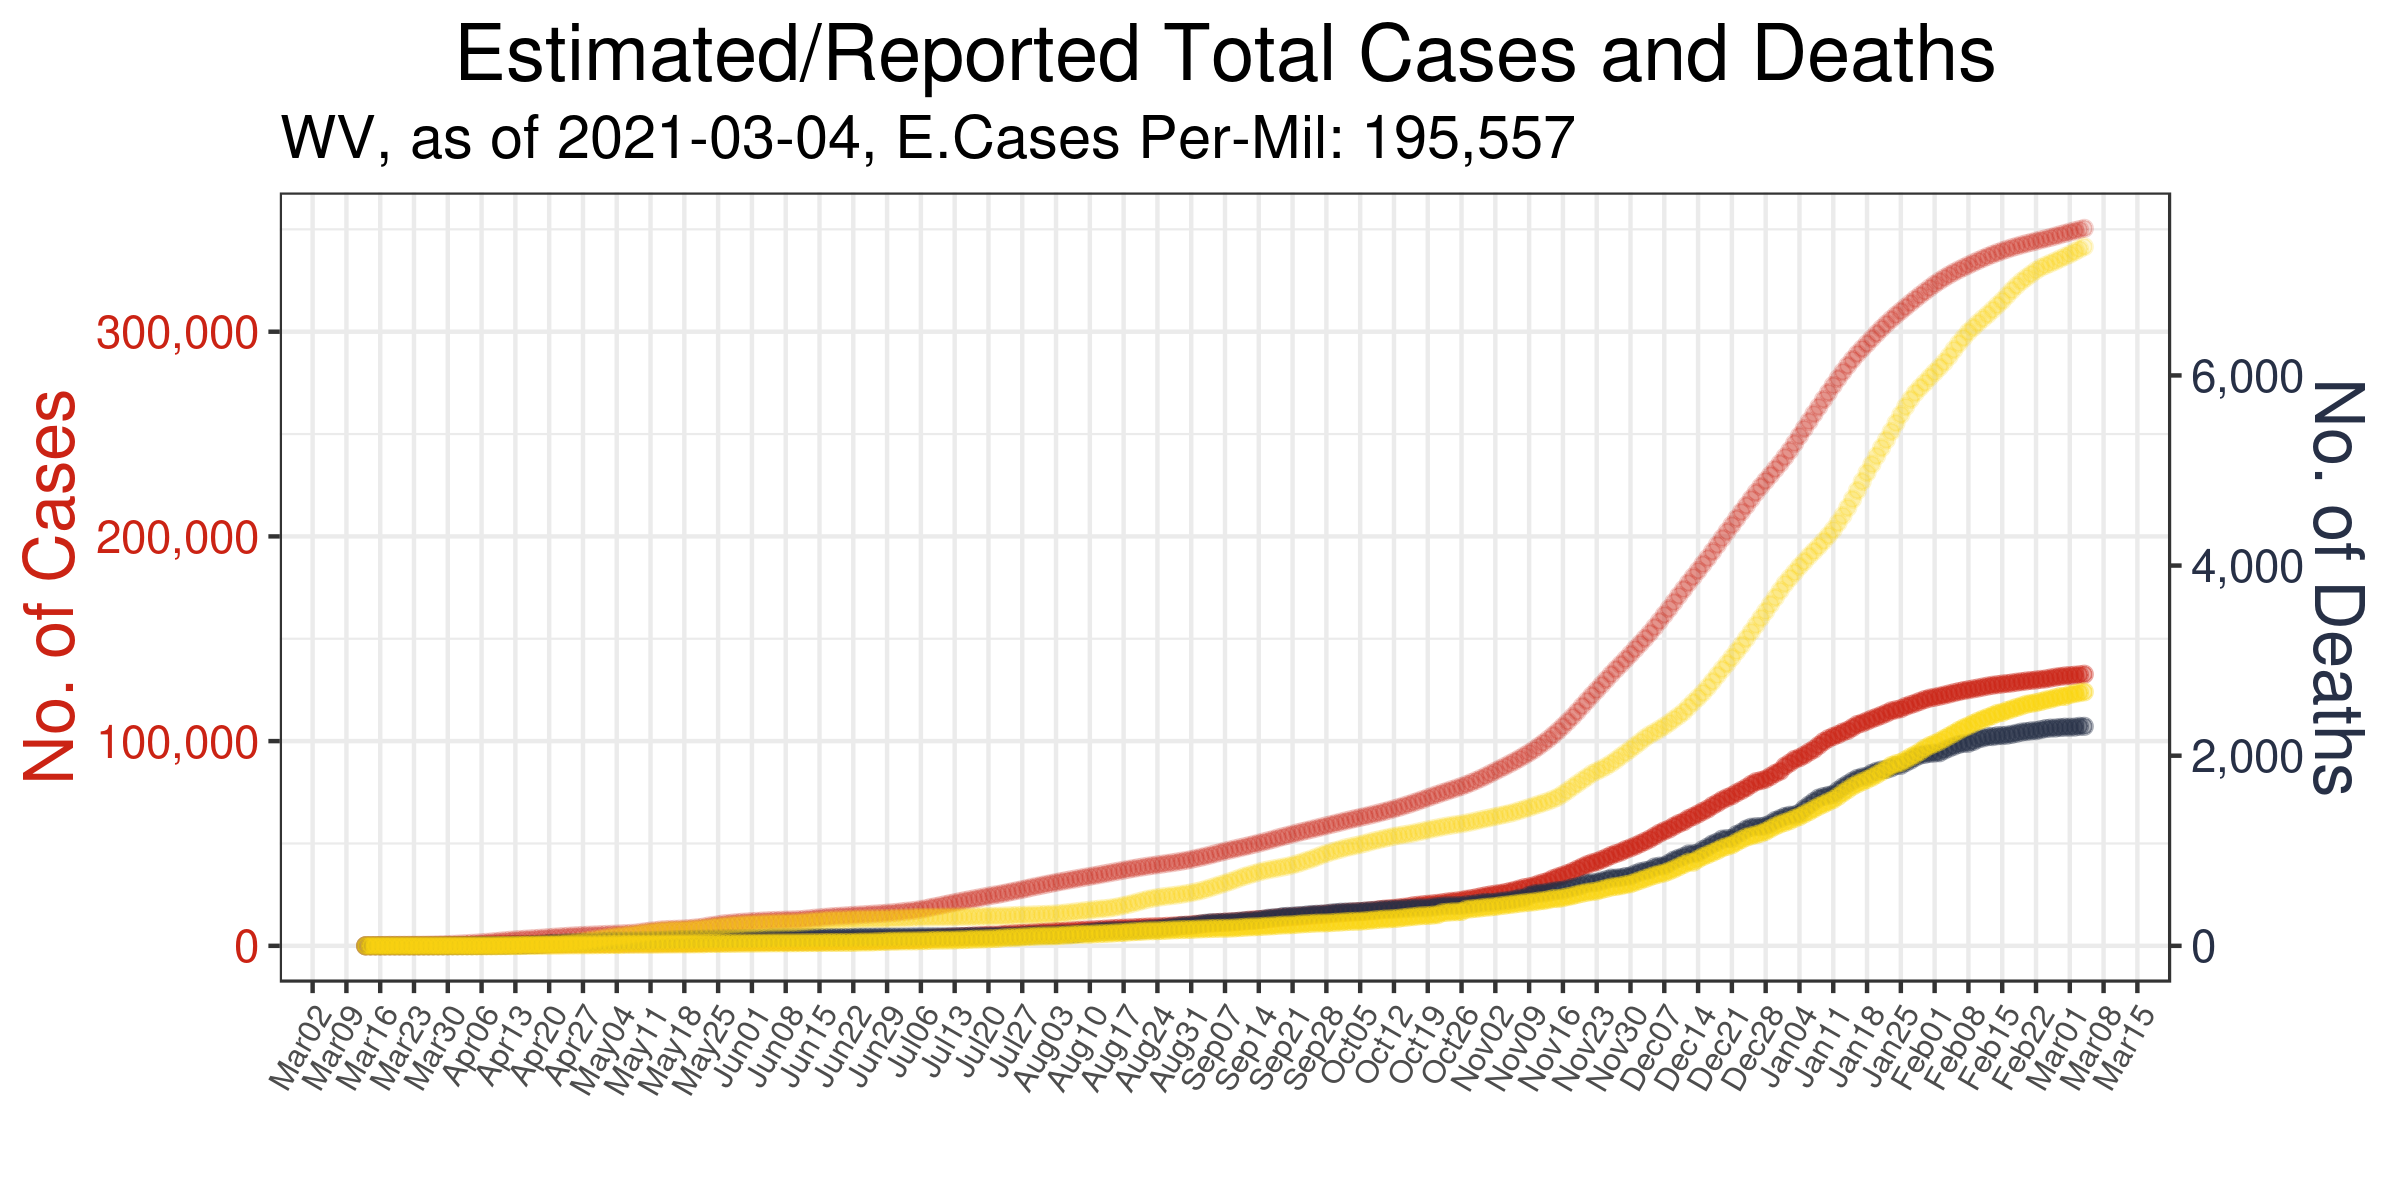 Estimated/Reported Total Cases and Deaths
WV, as of 2021-03-04, E.Cases Per-Mil: 195,557
No. of Cases
300,000
200,000
100,000
0
6,000
4,000
2,000
0
No. of Deaths
Mar02
Mar09
Mar16
Mar23
Mar30
Apr06
Apr13
Apr20
Apr27
May04
May11
May18
May25
Jun01
Jun08
Jun15
Jun22
Jun29
Jul06
Jul13
Jul20
Jul27
Aug03
Aug10
Aug17
Aug24
Aug31
Sep07
Sep14
Sep21
Sep28
Oct05
Oct12
Oct19
Oct26
Nov02
Nov09
Nov16
Nov23
Nov30
Dec07
Dec14
Dec21
Dec28
Jan04
Jan11
Jan18
Jan25
Feb01
Feb08
Feb15
Feb22
Mar01
Mar08
Mar15